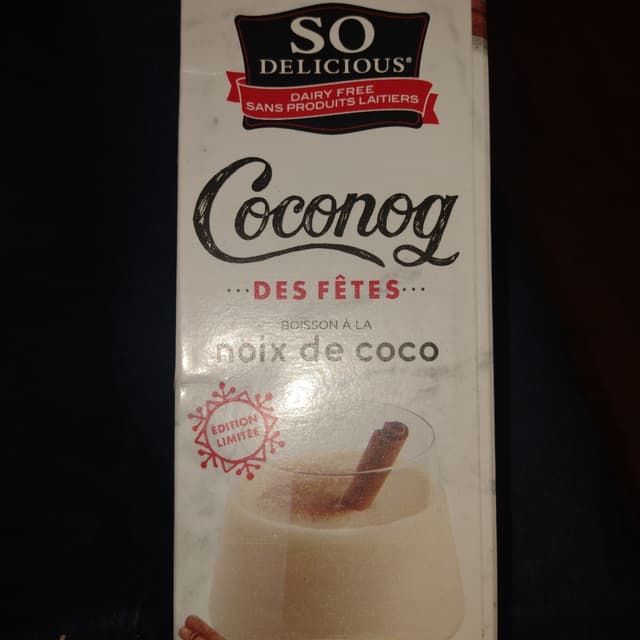 SO
DELICIOUS®
DAIRY FREE
SANS PRODUITS LAITIERS
Coconog
...DES FÊTES...
BOISSON À LA
noix de coco
ÉDITION
LIMITÉE